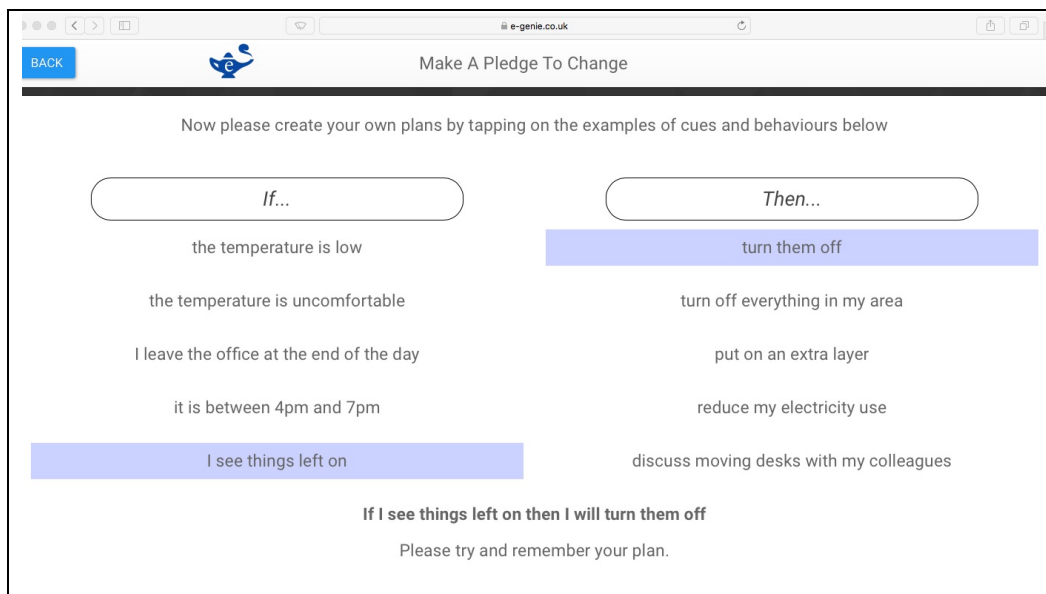 e-genie.co.uk
BACK
e
Make A Pledge To Change
Now please create your own plans by tapping on the examples of cues and behaviours below
If... Then...
the temperature is low turn them off
the temperature is uncomfortable turn off everything in my area
I leave the office at the end of the day put on an extra layer
it is between 4pm and 7pm reduce my electricity use
I see things left on discuss moving desks with my colleagues
If I see things left on then I will turn them off
Please try and remember your plan.